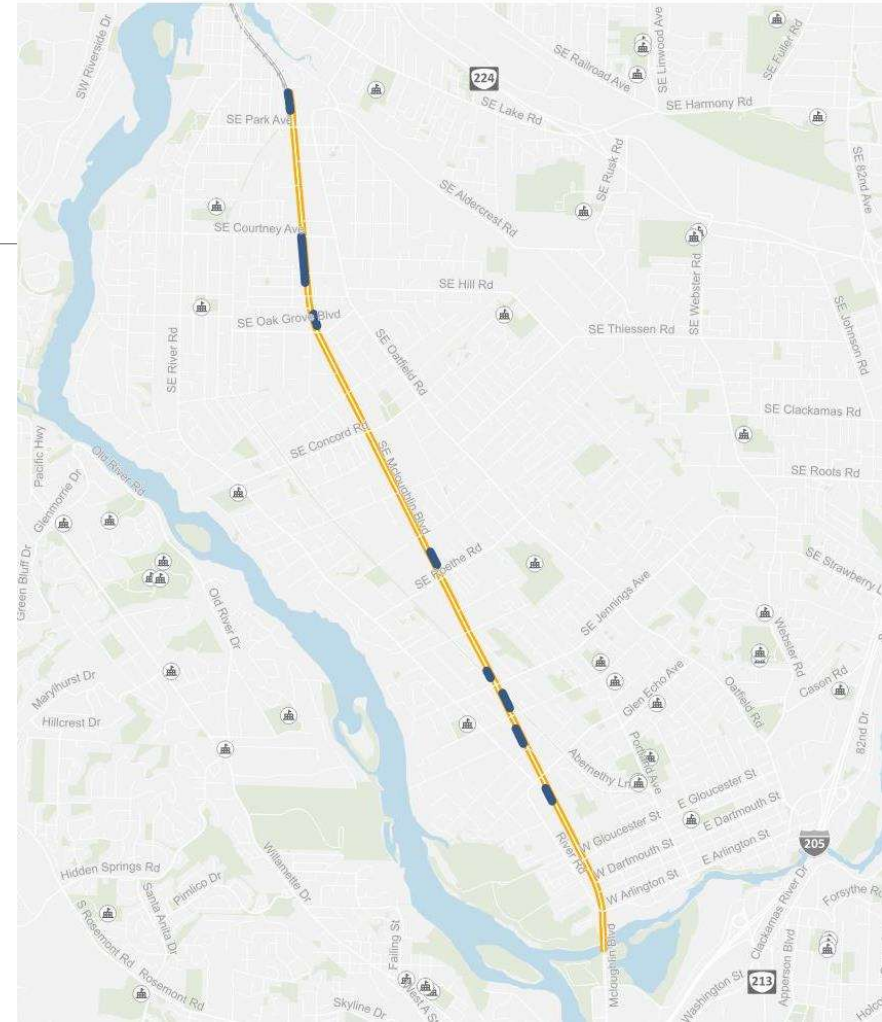 SW Riverside Dr
SE Linwood Ave
SE Fuller Rd
SE Railroad Ave
224
SE Lake Rd
SE Harmony Rd
SE Park Ave
SE Rusk Rd
SE 82nd Ave
SE Aldercrest Rd
SE Courtney Ave
SE Webster Rd
SE Hill Rd
SE Johnson Rd
SE Oak Grove Blvd
SE Thiessen Rd
SE River Rd
SE Oatfield Rd
SE Clackamas Rd
SE Concord Rd
Pacific Hwy
SE Mcloughlin Blvd
Old River Rd
SE Roots Rd
Glenmorrie Dr
Green Bluff Dr
SE Strawberry L
SE Jennings Ave
Old River Dr
Webster Rd
Marylhurst Dr
Glen Echo Ave
Oatfield Rd
Cason Rd
Hillcrest Dr
82nd Dr
Portland Ave
Abernethy Ln
E Gloucester St
W Gloucester St
E Dartmouth St
River Rd
E Arlington St
205
W Dartmouth St
Hidden Springs Rd
Willamette Dr
W Arlington St
Clackamas River Dr
Pimlico Dr
Santa Anita Dr
Forsythe
S Rosemont Rd
Failing St
Mcloughlin Blvd
Apperson Blvd
Washington St
213
Rosemont Rd
Skyline Dr
West A St
Holco